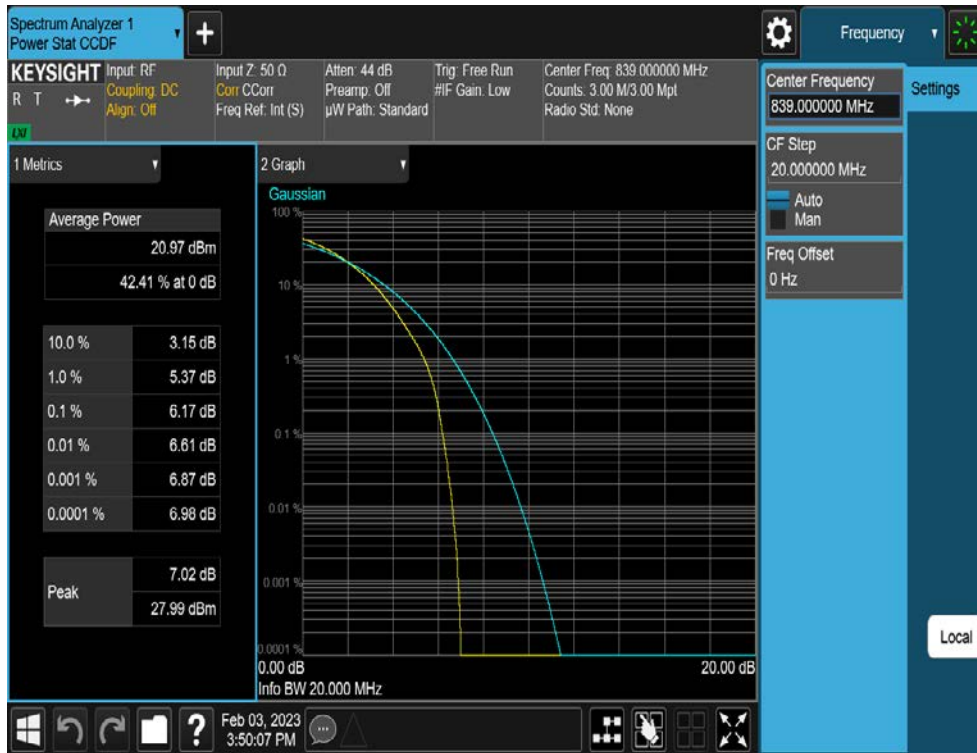 Spectrum Analyzer 1
Power Stat CCDF
+
Frequency
KEYSIGHT
R T
LXI
Input: RF
Coupling: DC
Align: Off
Input Z: 50 Ω
Corr CCorr
Freq Ref: Int (S)
Atten: 44 dB
Preamp: Off
µW Path: Standard
Trig: Free Run
#IF Gain: Low
Center Freq: 839.000000 MHz
Counts: 3.00 M/3.00 Mpt
Radio Std: None
Center Frequency
839.000000 MHz
Settings
CF Step
20.000000 MHz
Auto
Man
Freq Offset
0 Hz
Local
1 Metrics
Average Power
20.97 dBm
42.41 % at 0 dB
10.0 % 3.15 dB
1.0 % 5.37 dB
0.1 % 6.17 dB
0.01 % 6.61 dB
0.001 % 6.87 dB
0.0001 % 6.98 dB
Peak
7.02 dB
27.99 dBm
2 Graph
Gaussian
100 %
10 %
1 %
0.1 %
0.01 %
0.001 %
0.0001 %
0.00 dB 20.00 dB
Info BW 20.000 MHz
?
Feb 03, 2023
3:50:07 PM